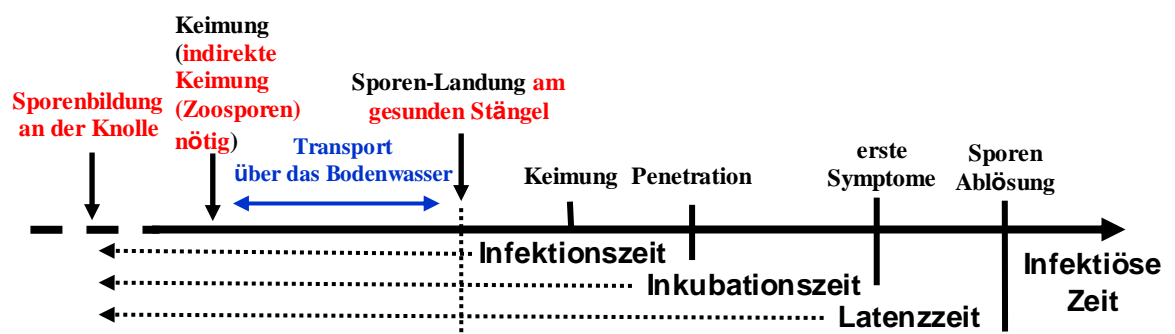 Sporenbildung
an der Knolle
Keimung
(indirekte
Keimung
(Zoosporen)
nötig)
Transport
über das Bodenwasser
Sporen-Landung am
gesunden Stängel
Keimung
Penetration
erste
Symptome
Sporen
Ablösung
Infektionszeit
Inkubationszeit
Latenzzeit
Infektiöse
Zeit